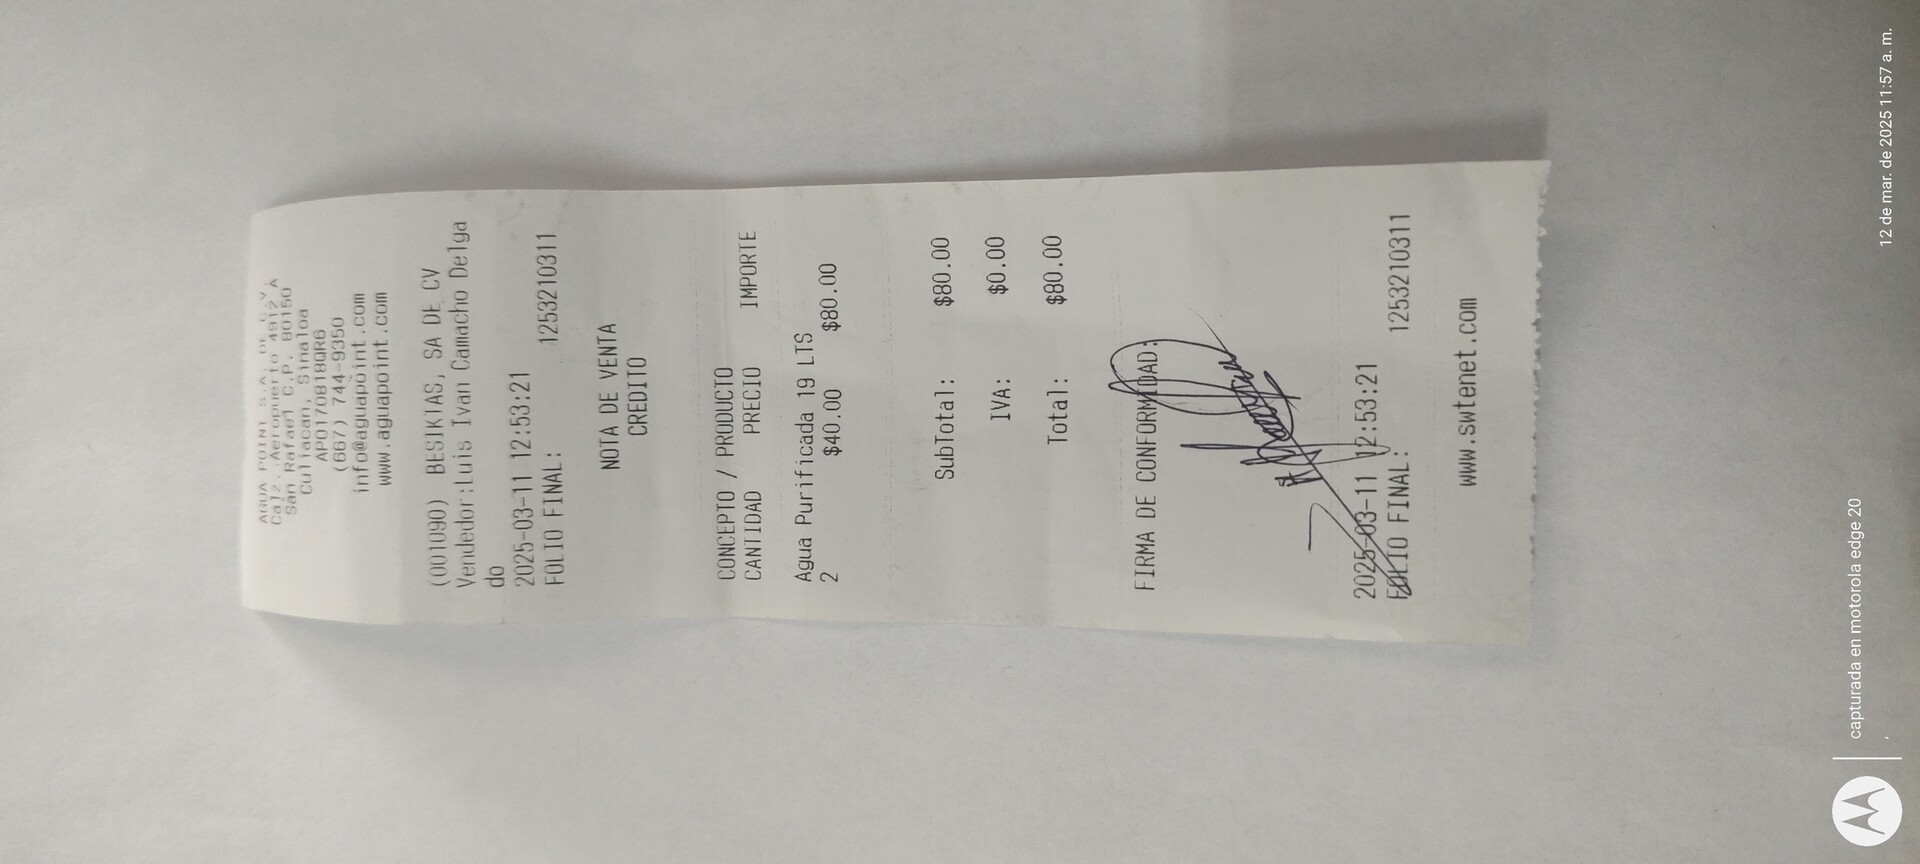 AGUA POINT S.A. DE C.V.
Calz. Aeropuerto 4912 A
San Rafael C.P. 80150
Culiacan, Sinaloa
APO170818QR6
(667) 744-9350
info@aguapoint.com
www.aguapoint.com
(001090) BESIKIAS, SA DE CV
Vendedor:Luis Ivan Camacho Delga
do
2025-03-11 12:53:21
FOLIO FINAL: 1253210311
NOTA DE VENTA
CREDITO
CONCEPTO / PRODUCTO
CANTIDAD PRECIO IMPORTE
Agua Purificada 19 LTS
2 $40.00 $80.00
SubTotal: $80.00
IVA: $0.00
Total: $80.00
FIRMA DE CONFORMIDAD:
2025-03-11 12:53:21
FOLIO FINAL: 1253210311
www.swtenet.com
capturada en motorola edge 20
12 de mar. de 2025 11:57 a. m.